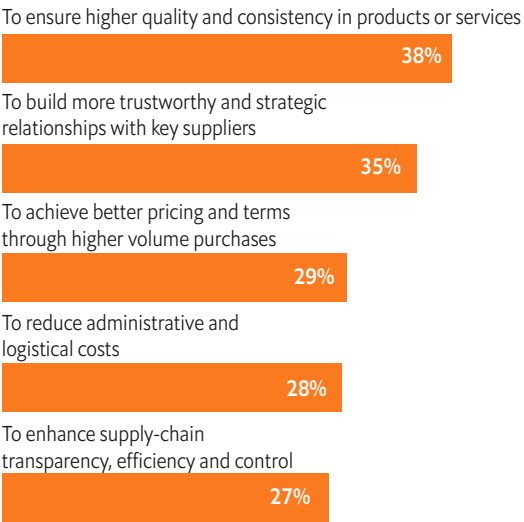 To ensure higher quality and consistency in products or services
38%
To build more trustworthy and strategic
relationships with key suppliers
35%
To achieve better pricing and terms
through higher volume purchases
29%
To reduce administrative and
logistical costs
28%
To enhance supply-chain
transparency, efficiency and control
27%